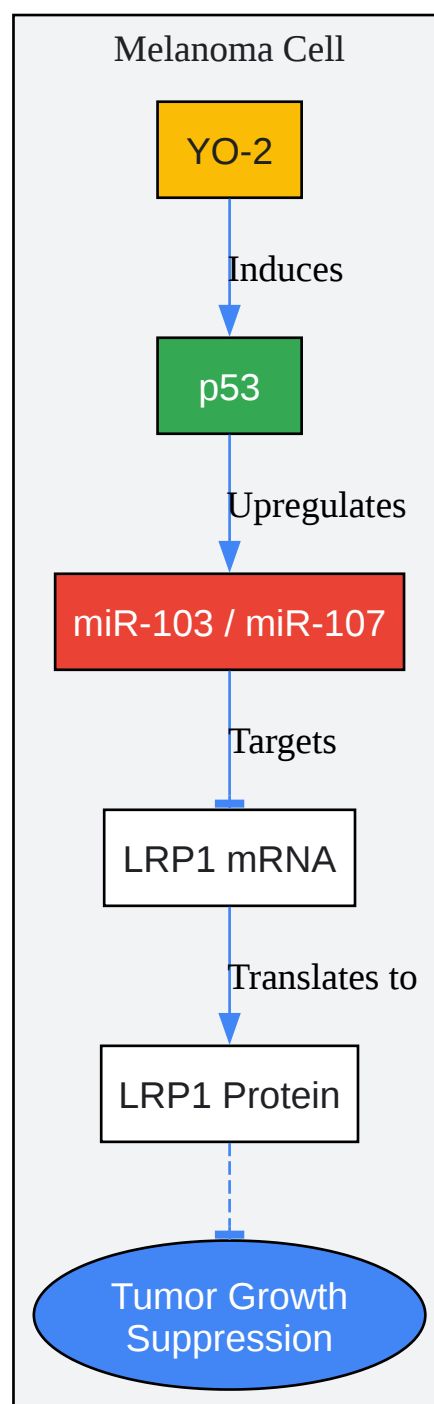 Melanoma Cell
YO-2
Induces
p53
Upregulates
miR-103 / miR-107
Targets
LRP1 mRNA
Translates to
LRP1 Protein
Tumor Growth
Suppression